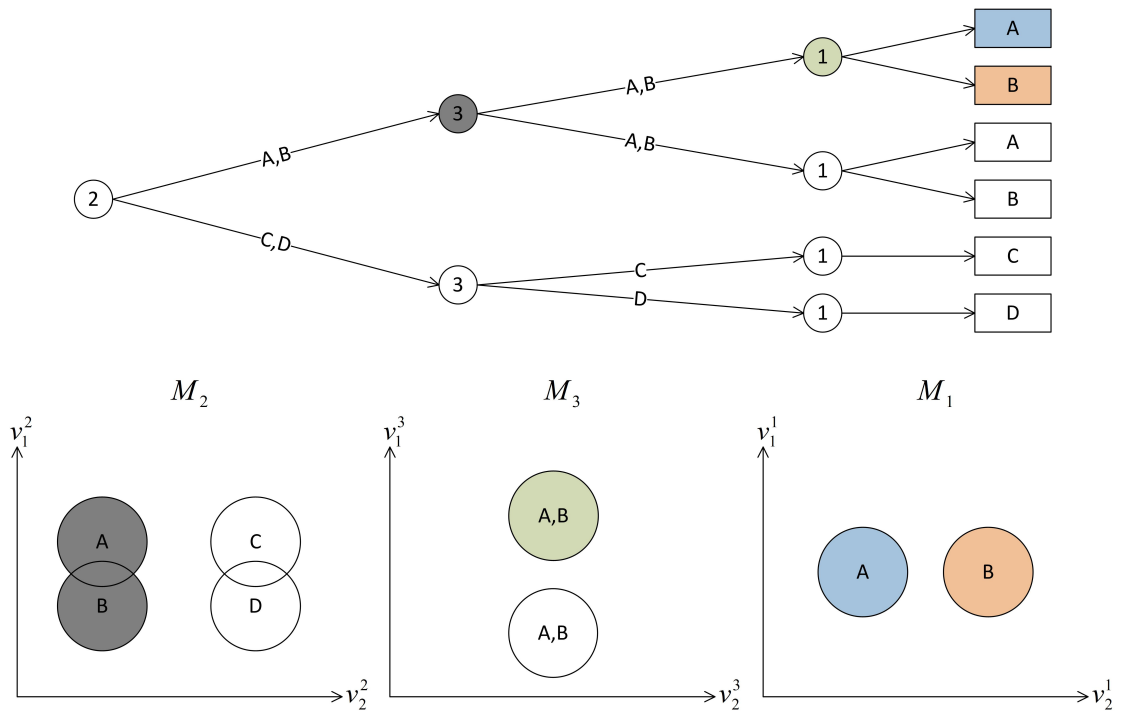 A
1
A,B
B
3
A,B
A
A,B
1
2
B
C,D
C
1
C
3
D
1
D
M₂ M₃ M₁
v₁² v₁³ v₁¹
A C A,B
A B
B D A,B
v₂² v₂³ v₂¹